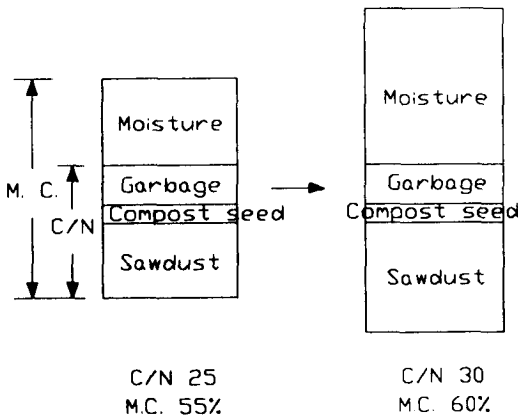 Moisture
M. C.
Garbage
C/N
Compost seed
Sawdust
C/N 25
M.C. 55%
Moisture
Garbage
Compost seed
Sawdust
C/N 30
M.C. 60%